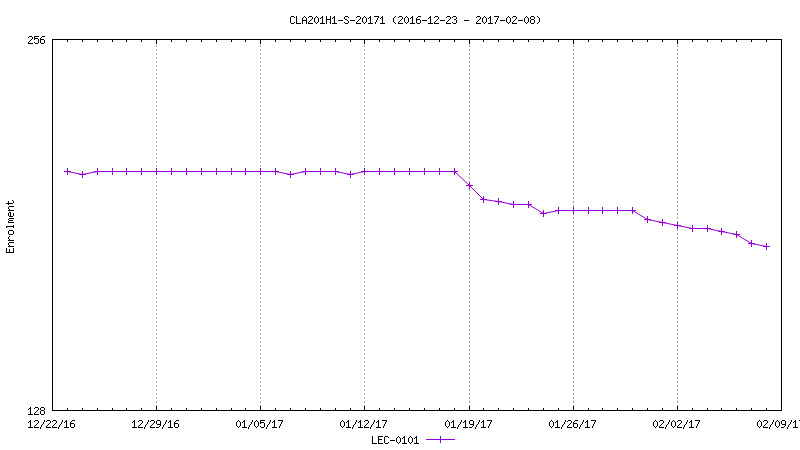 CLA201H1-S-20171 (2016-12-23 - 2017-02-08)
256
Enrolment
128
12/22/16 12/29/16 01/05/17 01/12/17 01/19/17 01/26/17 02/02/17 02/09/1
LEC-0101